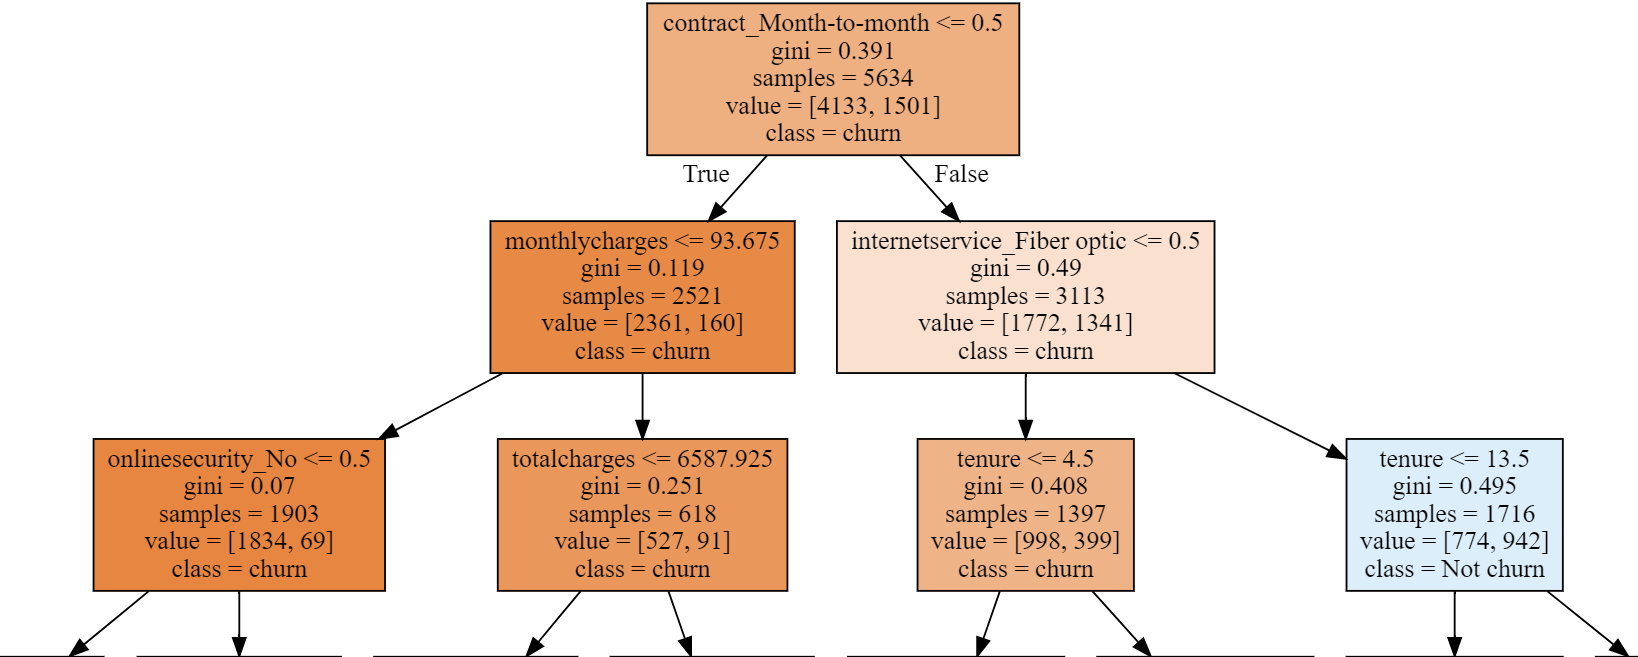 contract_Month-to-month <= 0.5
gini = 0.391
samples = 5634
value = [4133, 1501]
class = churn
True
False
monthlycharges <= 93.675
gini = 0.119
samples = 2521
value = [2361, 160]
class = churn
internetservice_Fiber optic <= 0.5
gini = 0.49
samples = 3113
value = [1772, 1341]
class = churn
onlinesecurity_No <= 0.5
gini = 0.07
samples = 1903
value = [1834, 69]
class = churn
totalcharges <= 6587.925
gini = 0.251
samples = 618
value = [527, 91]
class = churn
tenure <= 4.5
gini = 0.408
samples = 1397
value = [998, 399]
class = churn
tenure <= 13.5
gini = 0.495
samples = 1716
value = [774, 942]
class = Not churn